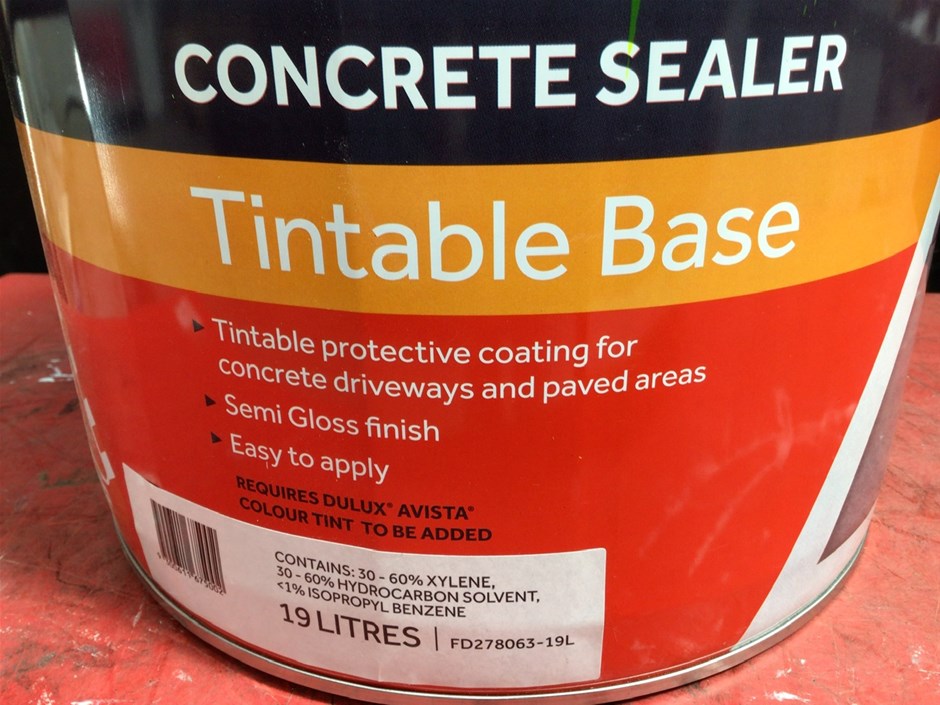 CONCRETE SEALER
Tintable Base
Tintable protective coating for
concrete driveways and paved areas
Semi Gloss finish
Easy to apply
REQUIRES DULUX® AVISTA®
COLOUR TINT TO BE ADDED
CONTAINS: 30 - 60% XYLENE,
30 - 60% HYDROCARBON SOLVENT,
<1% ISOPROPYL BENZENE
19 LITRES | FD278063-19L